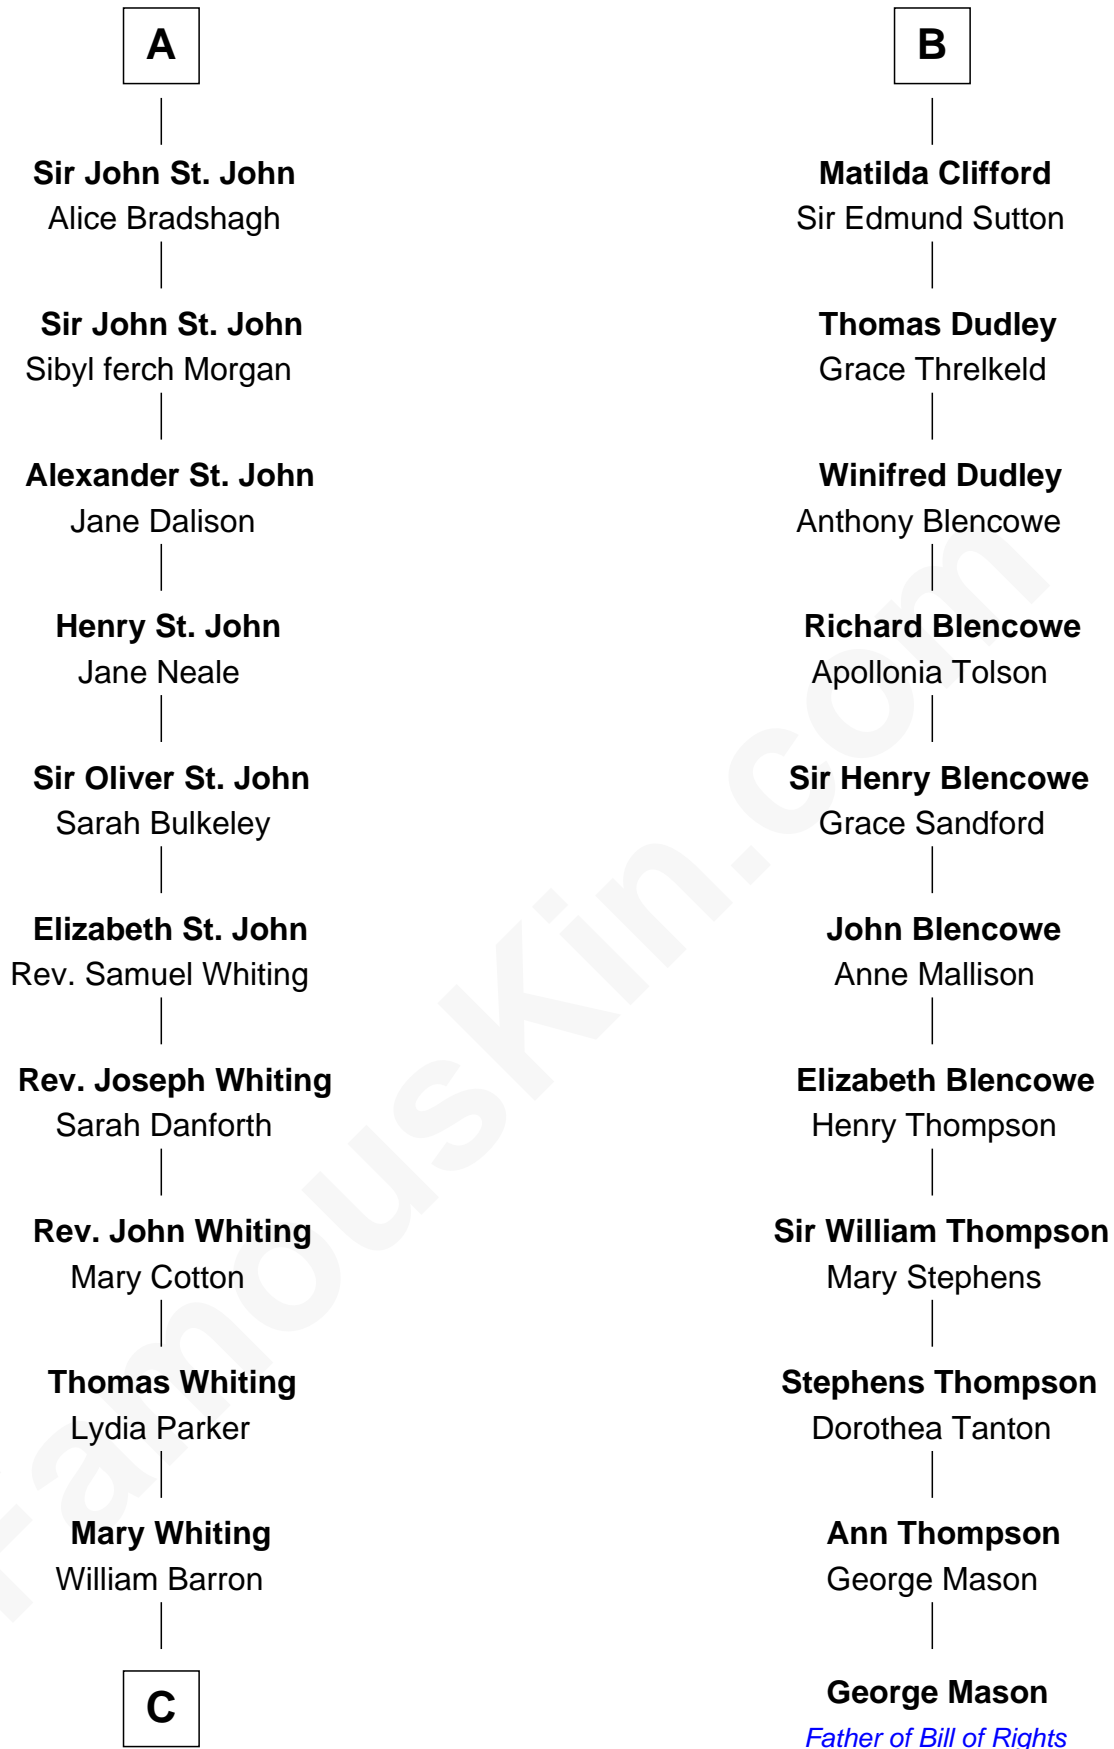 A
Sir John St. John
Alice Bradshagh
Sir John St. John
Sibyl ferch Morgan
Alexander St. John
Jane Dalison
Henry St. John
Jane Neale
Sir Oliver St. John
Sarah Bulkeley
Elizabeth St. John
Rev. Samuel Whiting
Rev. Joseph Whiting
Sarah Danforth
Rev. John Whiting
Mary Cotton
Thomas Whiting
Lydia Parker
Mary Whiting
William Barron
C
B
Matilda Clifford
Sir Edmund Sutton
Thomas Dudley
Grace Threlkeld
Winifred Dudley
Anthony Blencowe
Richard Blencowe
Apollonia Tolson
Sir Henry Blencowe
Grace Sandford
John Blencowe
Anne Mallison
Elizabeth Blencowe
Henry Thompson
Sir William Thompson
Mary Stephens
Stephens Thompson
Dorothea Tanton
Ann Thompson
George Mason
George Mason
Father of Bill of Rights
FamousKin.com